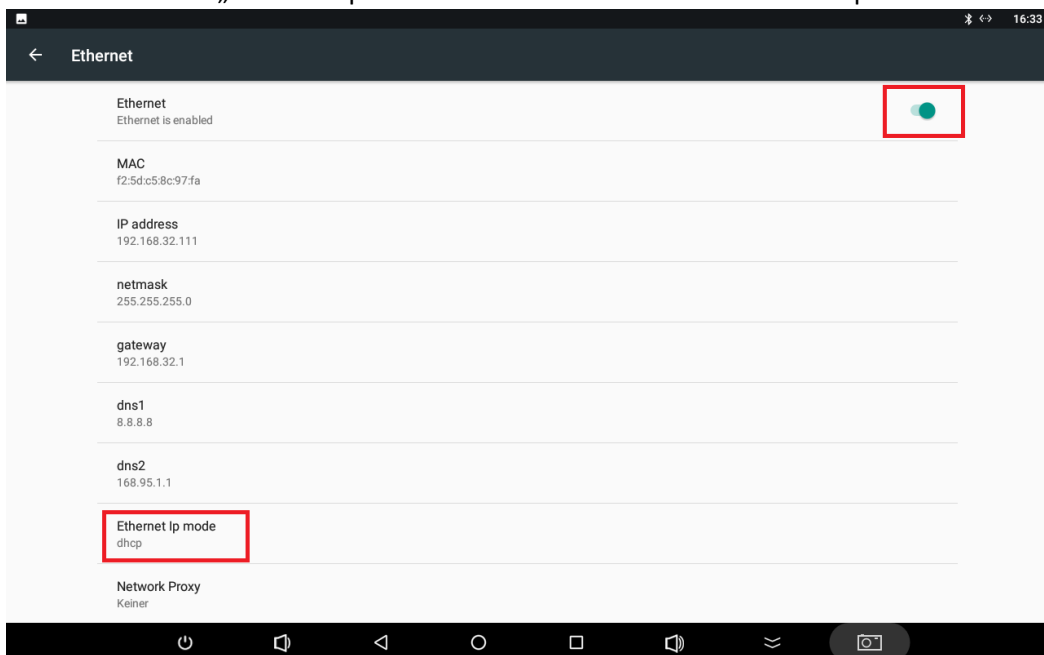 16:33
Ethernet
Ethernet
Ethernet is enabled
MAC
f2:5d:c5:8c:97:fa
IP address
192.168.32.111
netmask
255.255.255.0
gateway
192.168.32.1
dns1
8.8.8.8
dns2
168.95.1.1
Ethernet Ip mode
dhcp
Network Proxy
Keiner